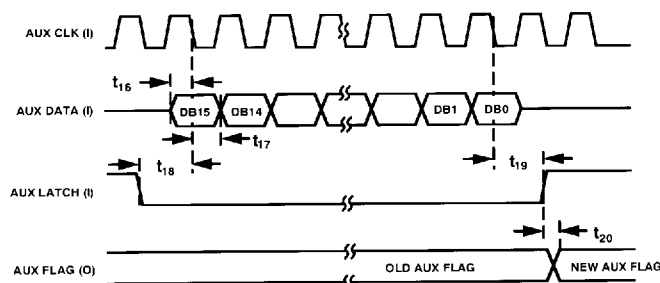 AUX CLK (I)
t16
AUX DATA (I)
DB15 DB14 DB1 DB0
t17
t18
t19
AUX LATCH (I)
t20
AUX FLAG (O)
OLD AUX FLAG
NEW AUX FLAG